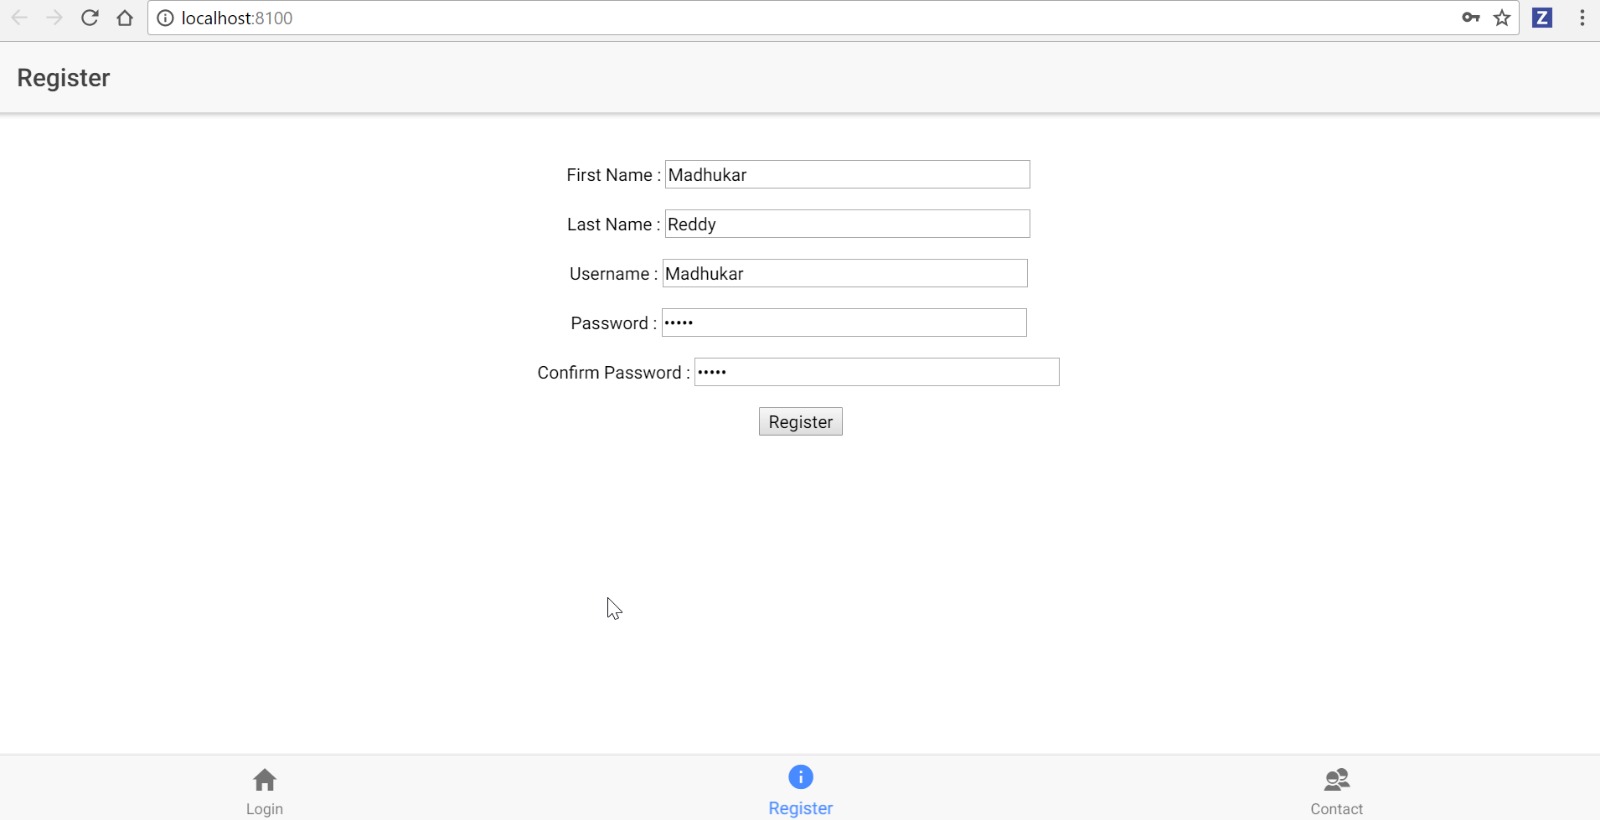 localhost:8100
Z
Register
First Name : Madhukar
Last Name : Reddy
Username : Madhukar
Password : •••••
Confirm Password : •••••
Register
Login
Register
Contact